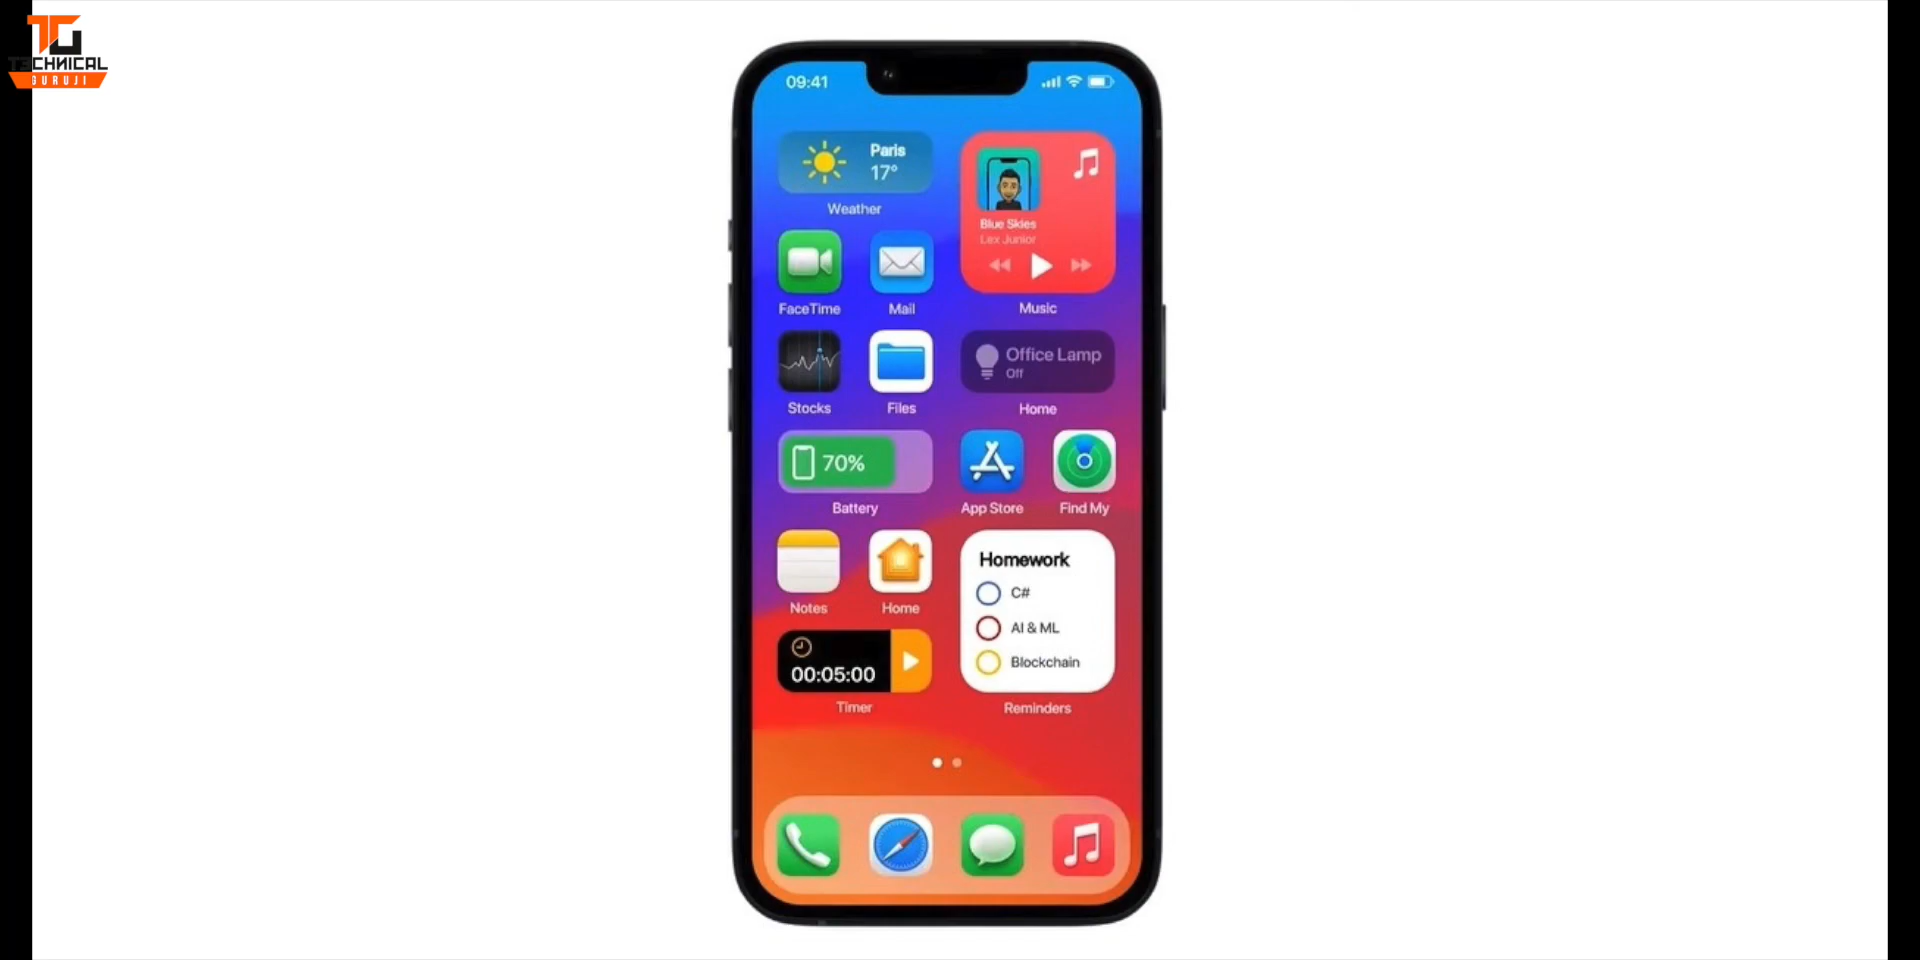 TECHNICAL
GURUJI
09:41
Paris
17°
Weather
Blue Skies
Lex Junior
Music
FaceTime
Mail
Stocks
Files
Office Lamp
Off
Home
70%
Battery
App Store
Find My
Notes
Home
Homework
C#
AI & ML
Blockchain
Reminders
00:05:00
Timer